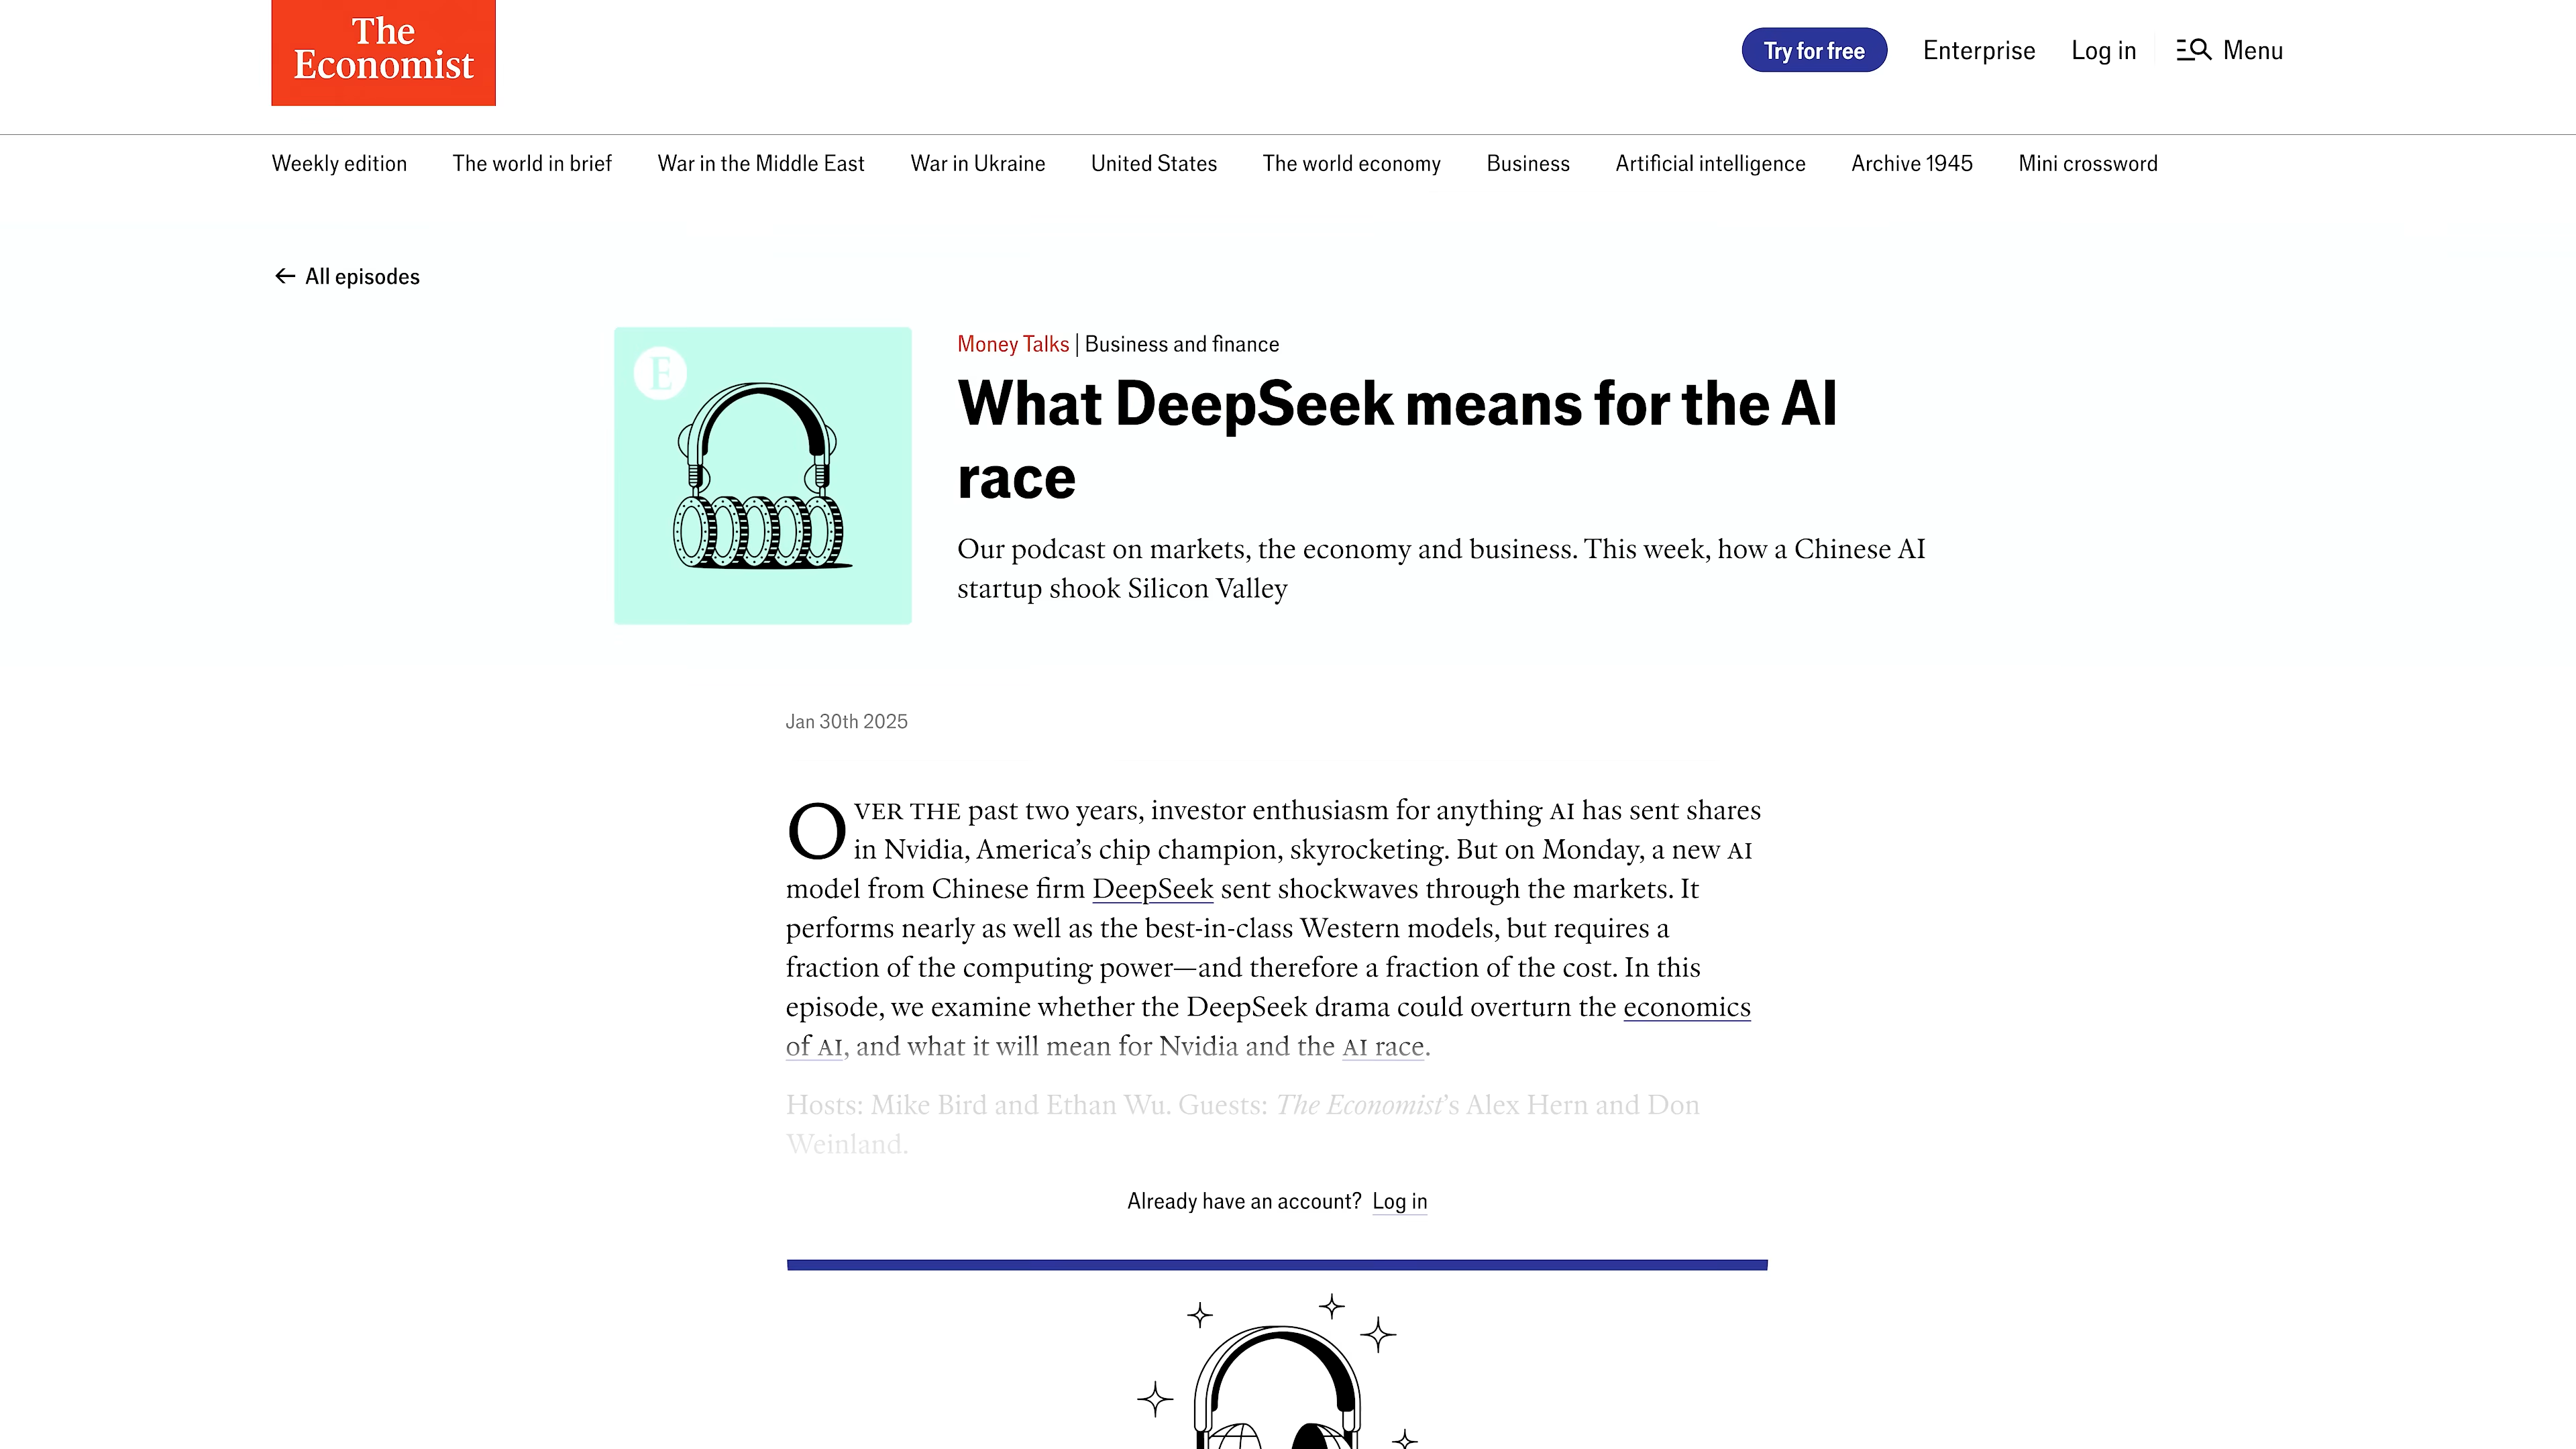 The
Economist
Try for free
Enterprise
Log in
Menu
Weekly edition
The world in brief
War in the Middle East
War in Ukraine
United States
The world economy
Business
Artificial intelligence
Archive 1945
Mini crossword
← All episodes
E
Money Talks | Business and finance
What DeepSeek means for the AI
race
Our podcast on markets, the economy and business. This week, how a Chinese AI
startup shook Silicon Valley
Jan 30th 2025
OVER THE past two years, investor enthusiasm for anything AI has sent shares
in Nvidia, America’s chip champion, skyrocketing. But on Monday, a new AI
model from Chinese firm DeepSeek sent shockwaves through the markets. It
performs nearly as well as the best-in-class Western models, but requires a
fraction of the computing power—and therefore a fraction of the cost. In this
episode, we examine whether the DeepSeek drama could overturn the economics
of AI, and what it will mean for Nvidia and the AI race.
Hosts: Mike Bird and Ethan Wu. Guests: The Economist’s Alex Hern and Don
Weinland.
Already have an account? Log in